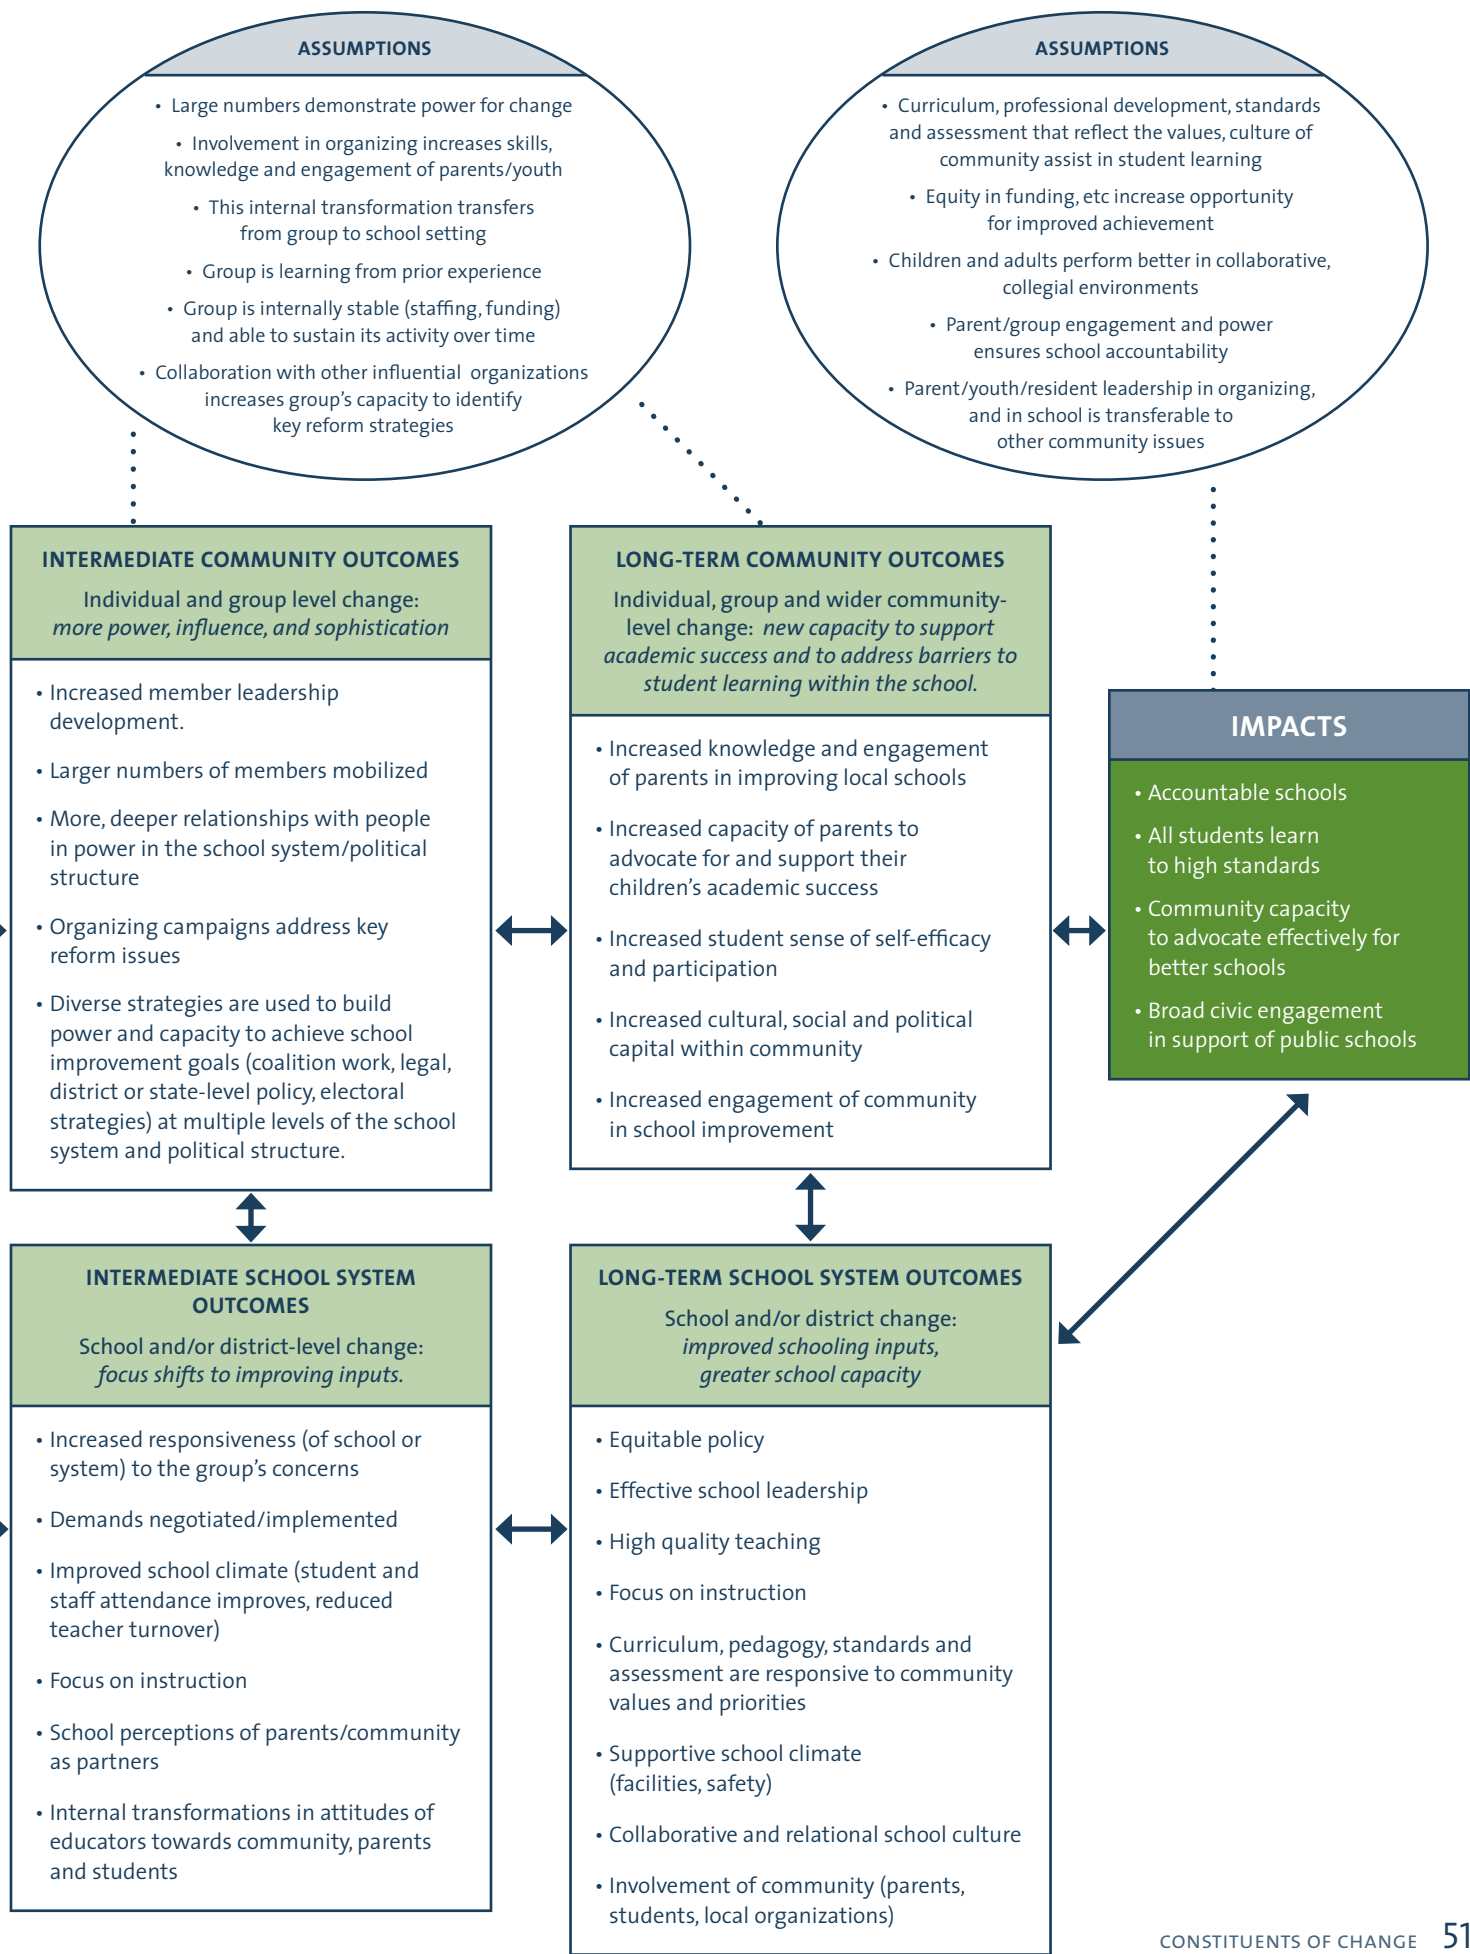 ASSUMPTIONS
• Large numbers demonstrate power for change
• Involvement in organizing increases skills,
knowledge and engagement of parents/youth
• This internal transformation transfers
from group to school setting
• Group is learning from prior experience
• Group is internally stable (staffing, funding)
and able to sustain its activity over time
• Collaboration with other influential organizations
increases group’s capacity to identify
key reform strategies
ASSUMPTIONS
• Curriculum, professional development, standards
and assessment that reflect the values, culture of
community assist in student learning
• Equity in funding, etc increase opportunity
for improved achievement
• Children and adults perform better in collaborative,
collegial environments
• Parent/group engagement and power
ensures school accountability
• Parent/youth/resident leadership in organizing,
and in school is transferable to
other community issues
INTERMEDIATE COMMUNITY OUTCOMES
Individual and group level change:
more power, influence, and sophistication
• Increased member leadership
development.
• Larger numbers of members mobilized
• More, deeper relationships with people
in power in the school system/political
structure
• Organizing campaigns address key
reform issues
• Diverse strategies are used to build
power and capacity to achieve school
improvement goals (coalition work, legal,
district or state-level policy, electoral
strategies) at multiple levels of the school
system and political structure.
LONG-TERM COMMUNITY OUTCOMES
Individual, group and wider community-
level change: new capacity to support
academic success and to address barriers to
student learning within the school.
• Increased knowledge and engagement
of parents in improving local schools
• Increased capacity of parents to
advocate for and support their
children’s academic success
• Increased student sense of self-efficacy
and participation
• Increased cultural, social and political
capital within community
• Increased engagement of community
in school improvement
IMPACTS
• Accountable schools
• All students learn
to high standards
• Community capacity
to advocate effectively for
better schools
• Broad civic engagement
in support of public schools
INTERMEDIATE SCHOOL SYSTEM
OUTCOMES
School and/or district-level change:
focus shifts to improving inputs.
• Increased responsiveness (of school or
system) to the group’s concerns
• Demands negotiated/implemented
• Improved school climate (student and
staff attendance improves, reduced
teacher turnover)
• Focus on instruction
• School perceptions of parents/community
as partners
• Internal transformations in attitudes of
educators towards community, parents
and students
LONG-TERM SCHOOL SYSTEM OUTCOMES
School and/or district change:
improved schooling inputs,
greater school capacity
• Equitable policy
• Effective school leadership
• High quality teaching
• Focus on instruction
• Curriculum, pedagogy, standards and
assessment are responsive to community
values and priorities
• Supportive school climate
(facilities, safety)
• Collaborative and relational school culture
• Involvement of community (parents,
students, local organizations)
CONSTITUENTS OF CHANGE 51